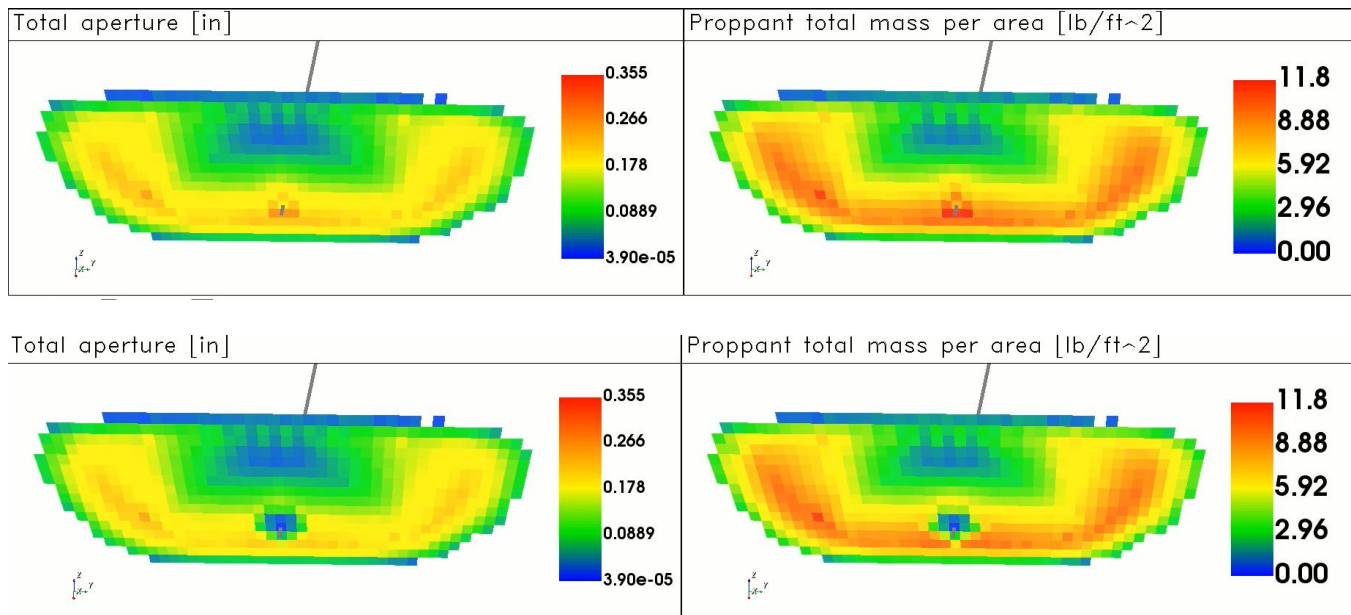 Total aperture [in]
Proppant total mass per area [lb/ft^2]
0.355
0.266
0.178
0.0889
3.90e-05
11.8
8.88
5.92
2.96
0.00
Z
Y
X
Z
Y
X
Total aperture [in]
Proppant total mass per area [lb/ft^2]
0.355
0.266
0.178
0.0889
3.90e-05
11.8
8.88
5.92
2.96
0.00
Z
Y
X
Z
Y
X